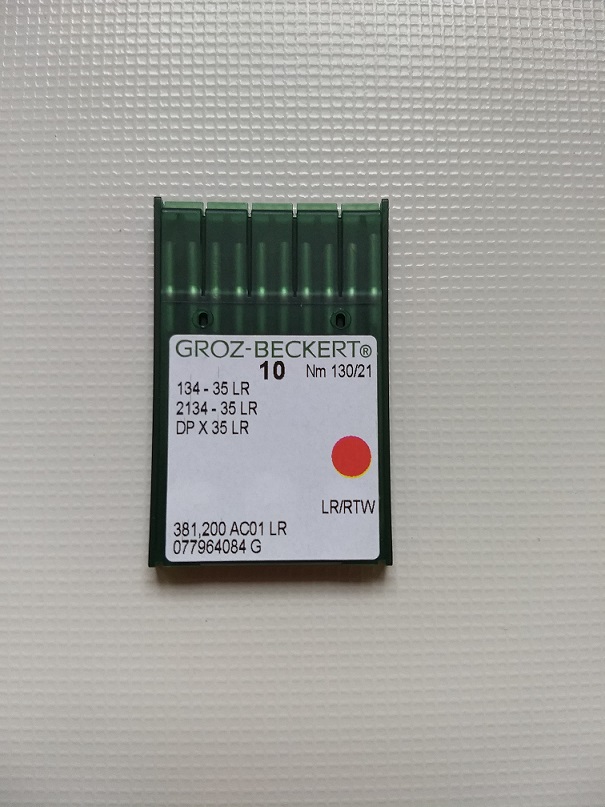 GROZ-BECKERT®
10 Nm 130/21
134 - 35 LR
2134 - 35 LR
DP X 35 LR
LR/RTW
381,200 AC01 LR
077964084 G